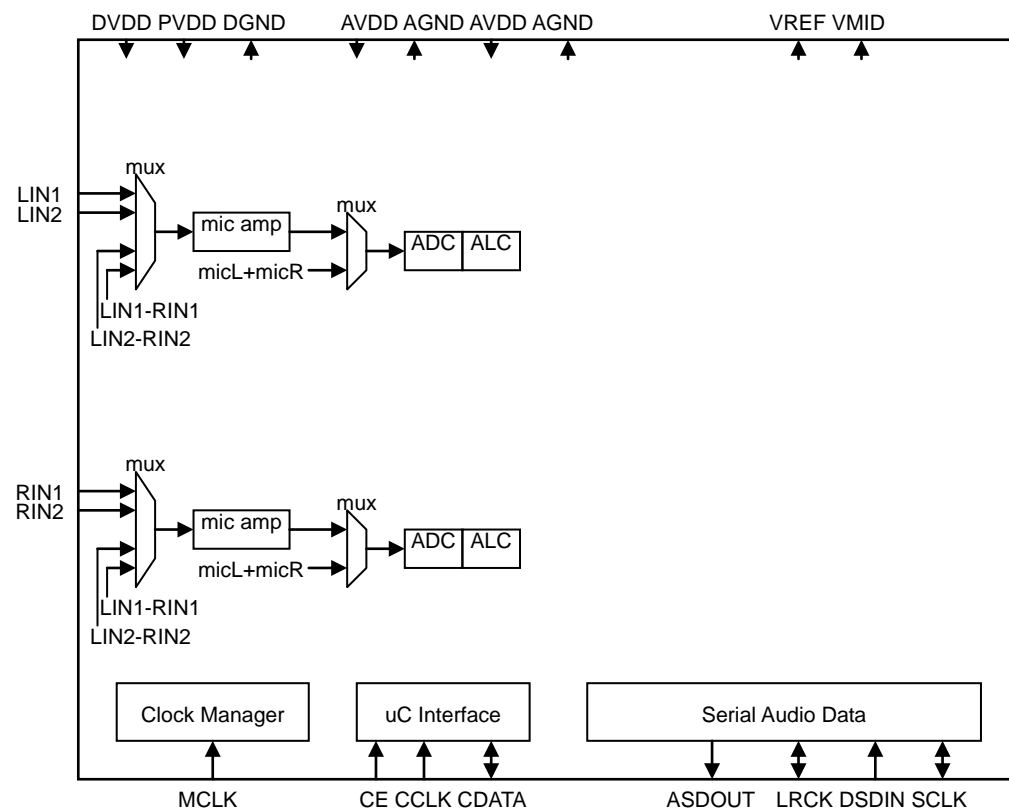 DVDD PVDD DGND AVDD AGND AVDD AGND VREF VMID
mux
LIN1
LIN2
mic amp
mux
ADC ALC
micL+micR
LIN1-RIN1
LIN2-RIN2
mux
RIN1
RIN2
mic amp
mux
ADC ALC
micL+micR
LIN1-RIN1
LIN2-RIN2
Clock Manager
uC Interface
Serial Audio Data
MCLK CE CCLK CDATA ASDOUT LRCK DSDIN SCLK